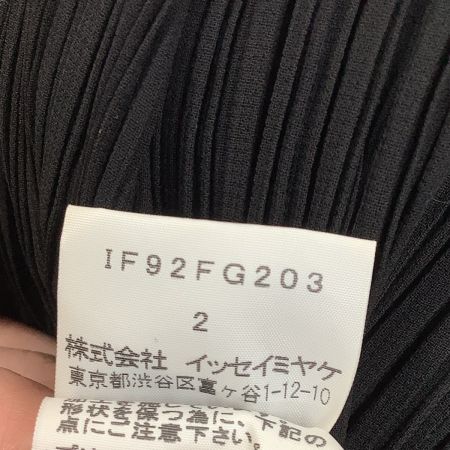 IF92FG203
2
株式会社 イッセイミヤケ
東京都渋谷区富ヶ谷1-12-10
形状を保つ為に、下記の
点にご注意下さい。